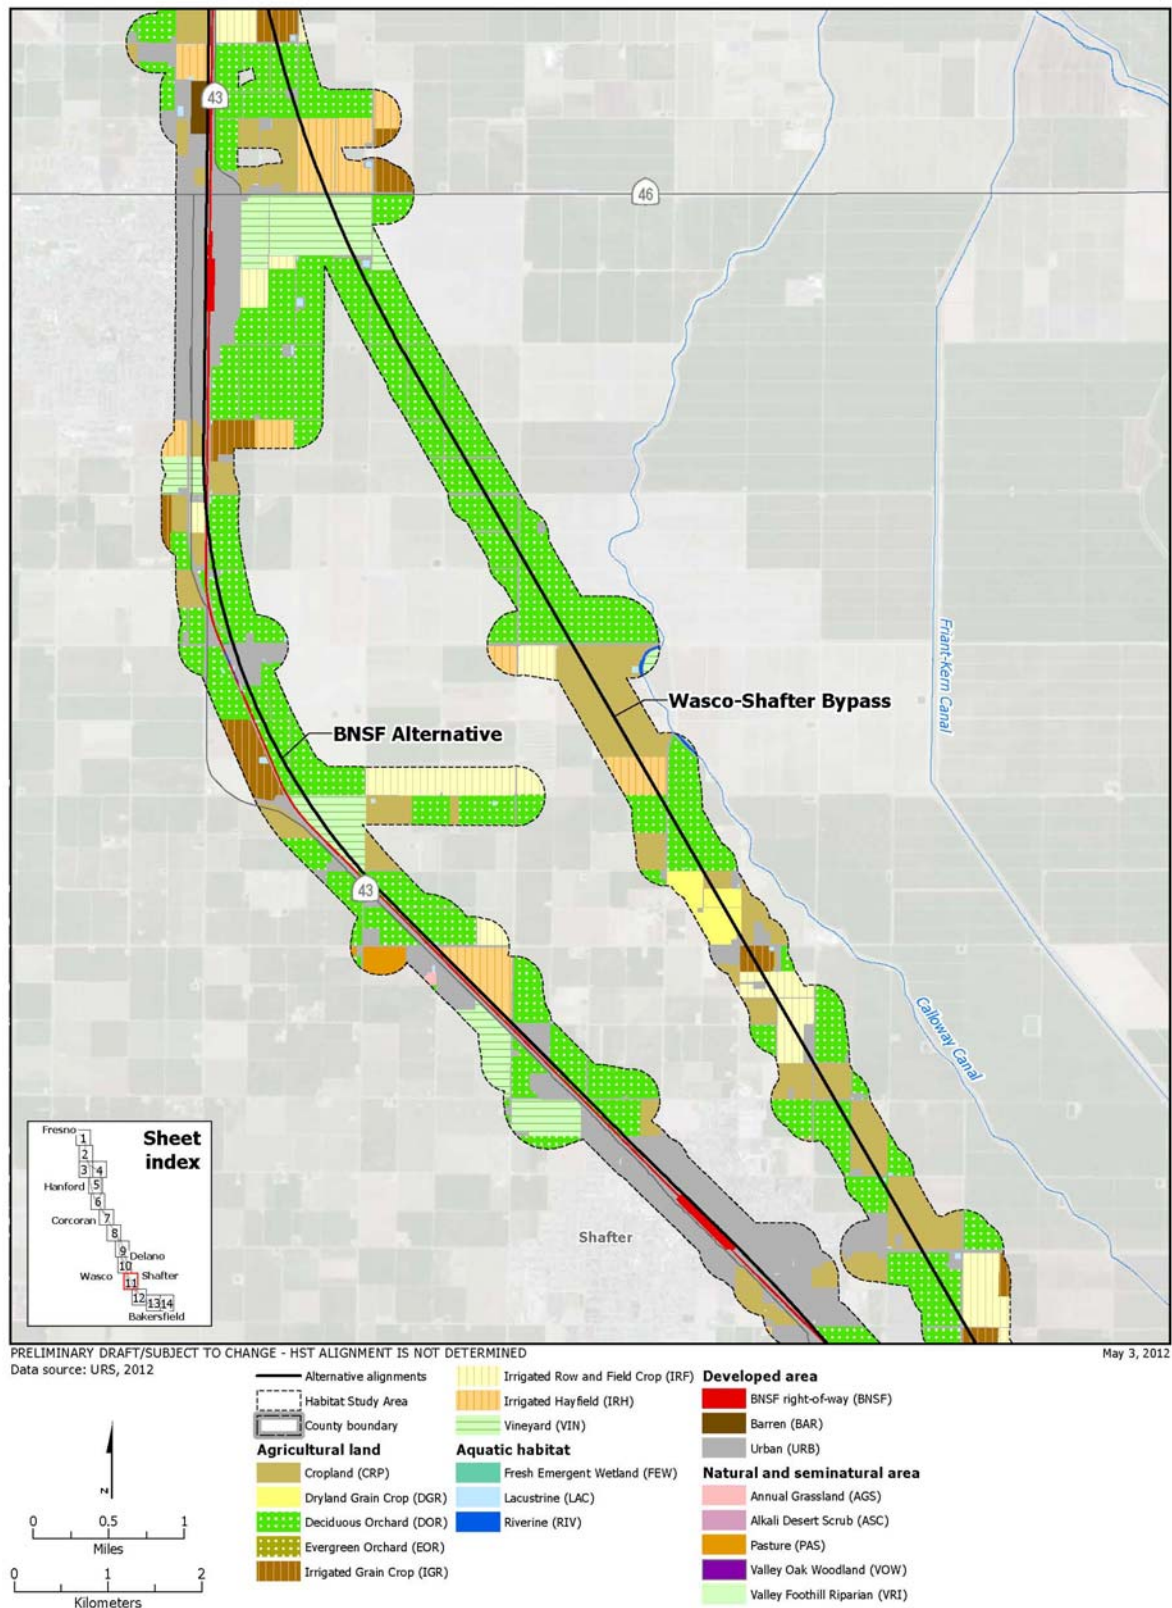 43
46
Wasco-Shafter Bypass
BNSF Alternative
Friant-Kern Canal
43
Calloway Canal
Shafter
Sheet
index
Fresno
1
2
3 4
Hanford 5
6
Corcoran 7
8
9
Delano
10
Wasco 11 Shafter
12 13 14
Bakersfield
PRELIMINARY DRAFT/SUBJECT TO CHANGE - HST ALIGNMENT IS NOT DETERMINED
May 3, 2012
Data source: URS, 2012
N
0 0.5 1
Miles
0 1 2
Kilometers
Alternative alignments
Habitat Study Area
County boundary
Agricultural land
Cropland (CRP)
Dryland Grain Crop (DGR)
Deciduous Orchard (DOR)
Evergreen Orchard (EOR)
Irrigated Grain Crop (IGR)
Irrigated Row and Field Crop (IRF)
Irrigated Hayfield (IRH)
Vineyard (VIN)
Aquatic habitat
Fresh Emergent Wetland (FEW)
Lacustrine (LAC)
Riverine (RIV)
Developed area
BNSF right-of-way (BNSF)
Barren (BAR)
Urban (URB)
Natural and seminatural area
Annual Grassland (AGS)
Alkali Desert Scrub (ASC)
Pasture (PAS)
Valley Oak Woodland (VOW)
Valley Foothill Riparian (VRI)